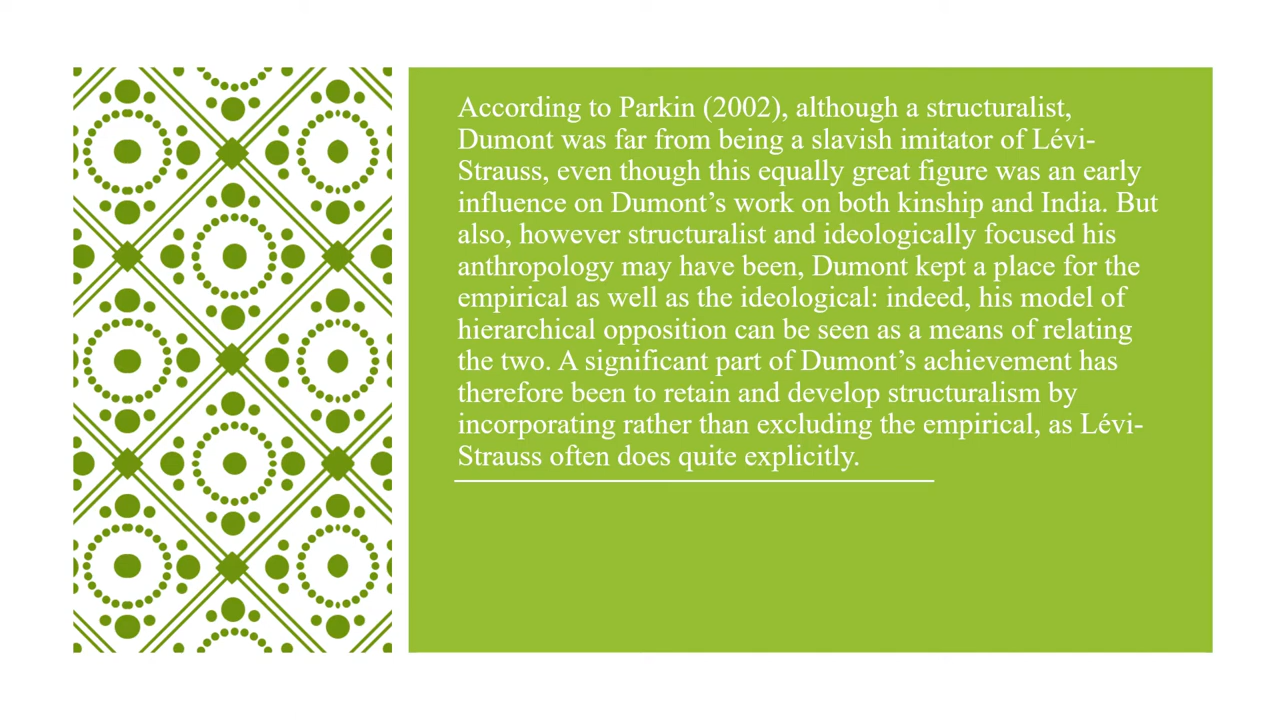 According to Parkin (2002), although a structuralist,
Dumont was far from being a slavish imitator of Lévi-
Strauss, even though this equally great figure was an early
influence on Dumont’s work on both kinship and India. But
also, however structuralist and ideologically focused his
anthropology may have been, Dumont kept a place for the
empirical as well as the ideological: indeed, his model of
hierarchical opposition can be seen as a means of relating
the two. A significant part of Dumont’s achievement has
therefore been to retain and develop structuralism by
incorporating rather than excluding the empirical, as Lévi-
Strauss often does quite explicitly.